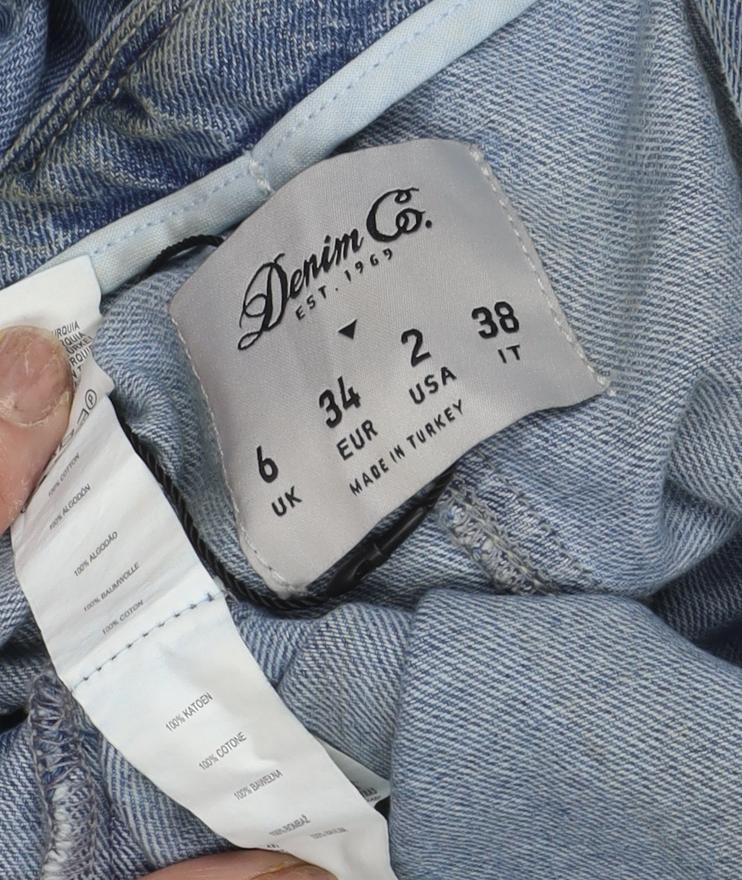 Denim Co.
EST. 1969
6 34 2 38
UK EUR USA IT
MADE IN TURKEY
100% COTTON
100% ALGODÓN
100% ALGODÃO
100% BAUMWOLLE
100% COTON
100% KATOEN
100% COTONE
100% BAWEŁNA